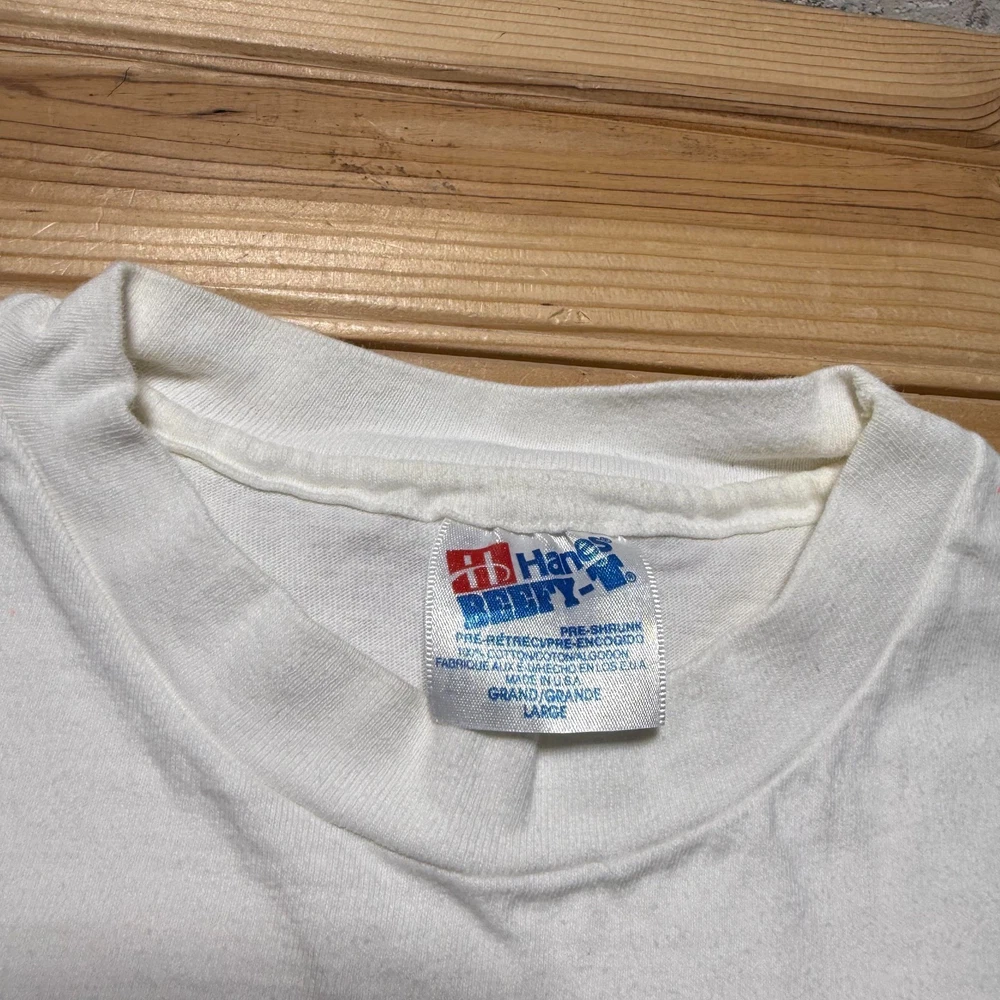 H Hanes
BEEFY-T®
PRE-SHRUNK
PRE-RÉTRECI/PRE-ENCOGIDO
100% COTTON/COTON/ALGODON
FABRIQUE AUX E-U/HECHO EN LOS E.U.A.
MADE IN U.S.A.
GRAND/GRANDE
LARGE